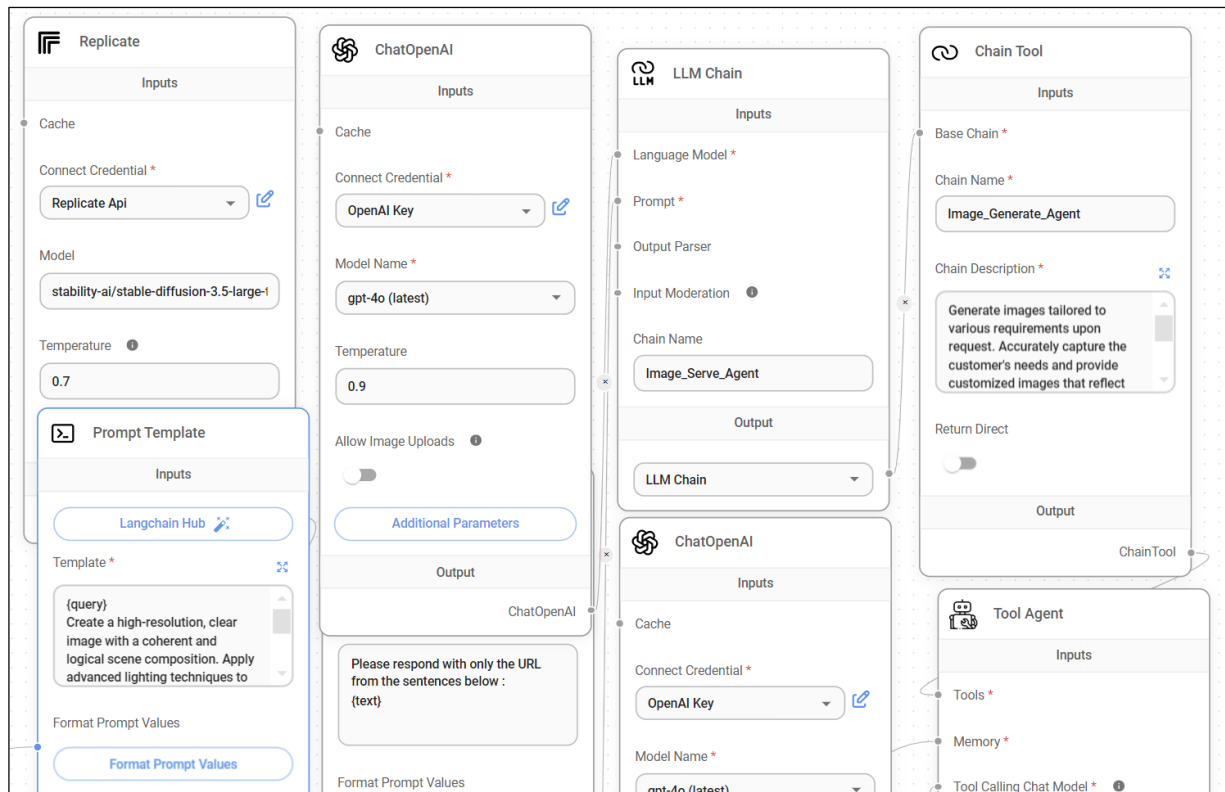 Replicate
Inputs
Cache
Connect Credential *
Replicate Api
Model
stability-ai/stable-diffusion-3.5-large-
Temperature
0.7
Prompt Template
Inputs
Langchain Hub
Template *
{query}
Create a high-resolution, clear
image with a coherent and
logical scene composition. Apply
advanced lighting techniques to
Format Prompt Values
Format Prompt Values
ChatOpenAI
Inputs
Cache
Connect Credential *
OpenAI Key
Model Name *
gpt-4o (latest)
Temperature
0.9
Allow Image Uploads
Additional Parameters
Output
ChatOpenAI
Please respond with only the URL
from the sentences below :
{text}
Format Prompt Values
LLM
LLM Chain
Inputs
Language Model *
Prompt *
Output Parser
Input Moderation
Chain Name
Image_Serve_Agent
Output
LLM Chain
ChatOpenAI
Inputs
Cache
Connect Credential *
OpenAI Key
Model Name *
gpt-4o (latest)
Chain Tool
Inputs
Base Chain *
Chain Name *
Image_Generate_Agent
Chain Description *
Generate images tailored to
various requirements upon
request. Accurately capture the
customer's needs and provide
customized images that reflect
Return Direct
Output
ChainTool
Tool Agent
Inputs
Tools *
Memory *
Tool Calling Chat Model *